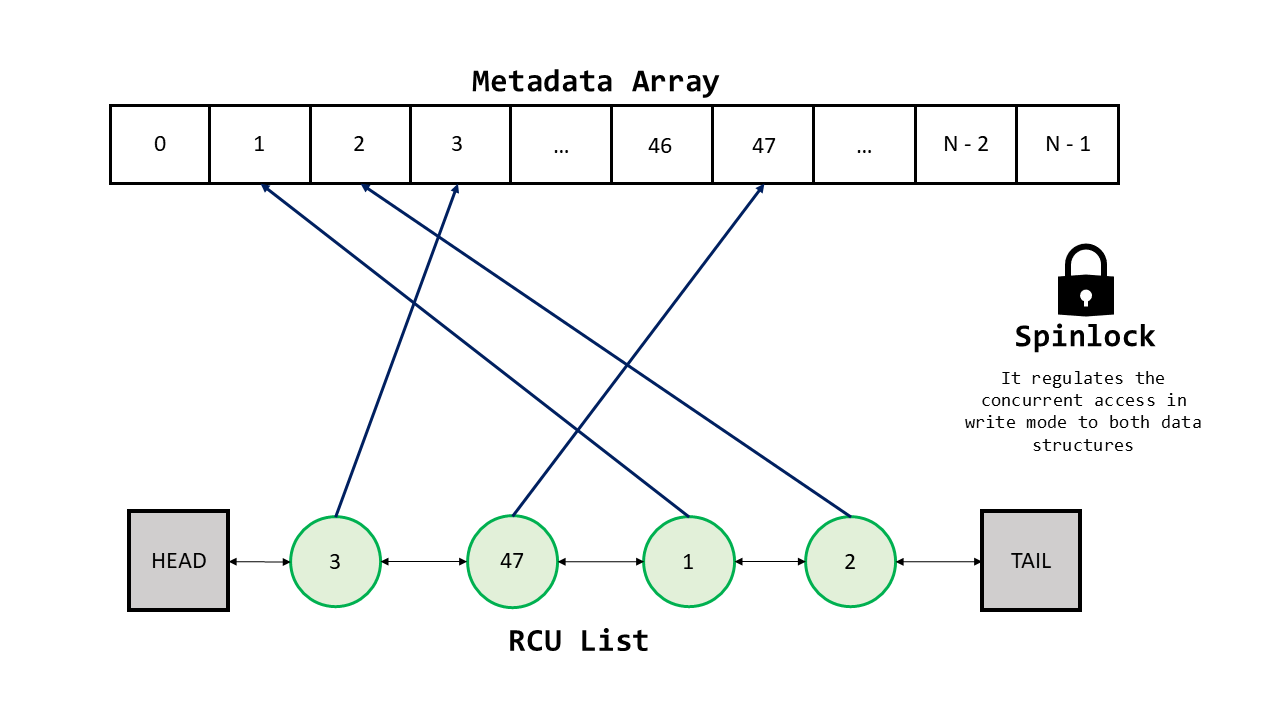 Metadata Array
0 1 2 3 ... 46 47 ... N - 2 N - 1
Spinlock
It regulates the
concurrent access in
write mode to both data
structures
HEAD 3 47 1 2 TAIL
RCU List